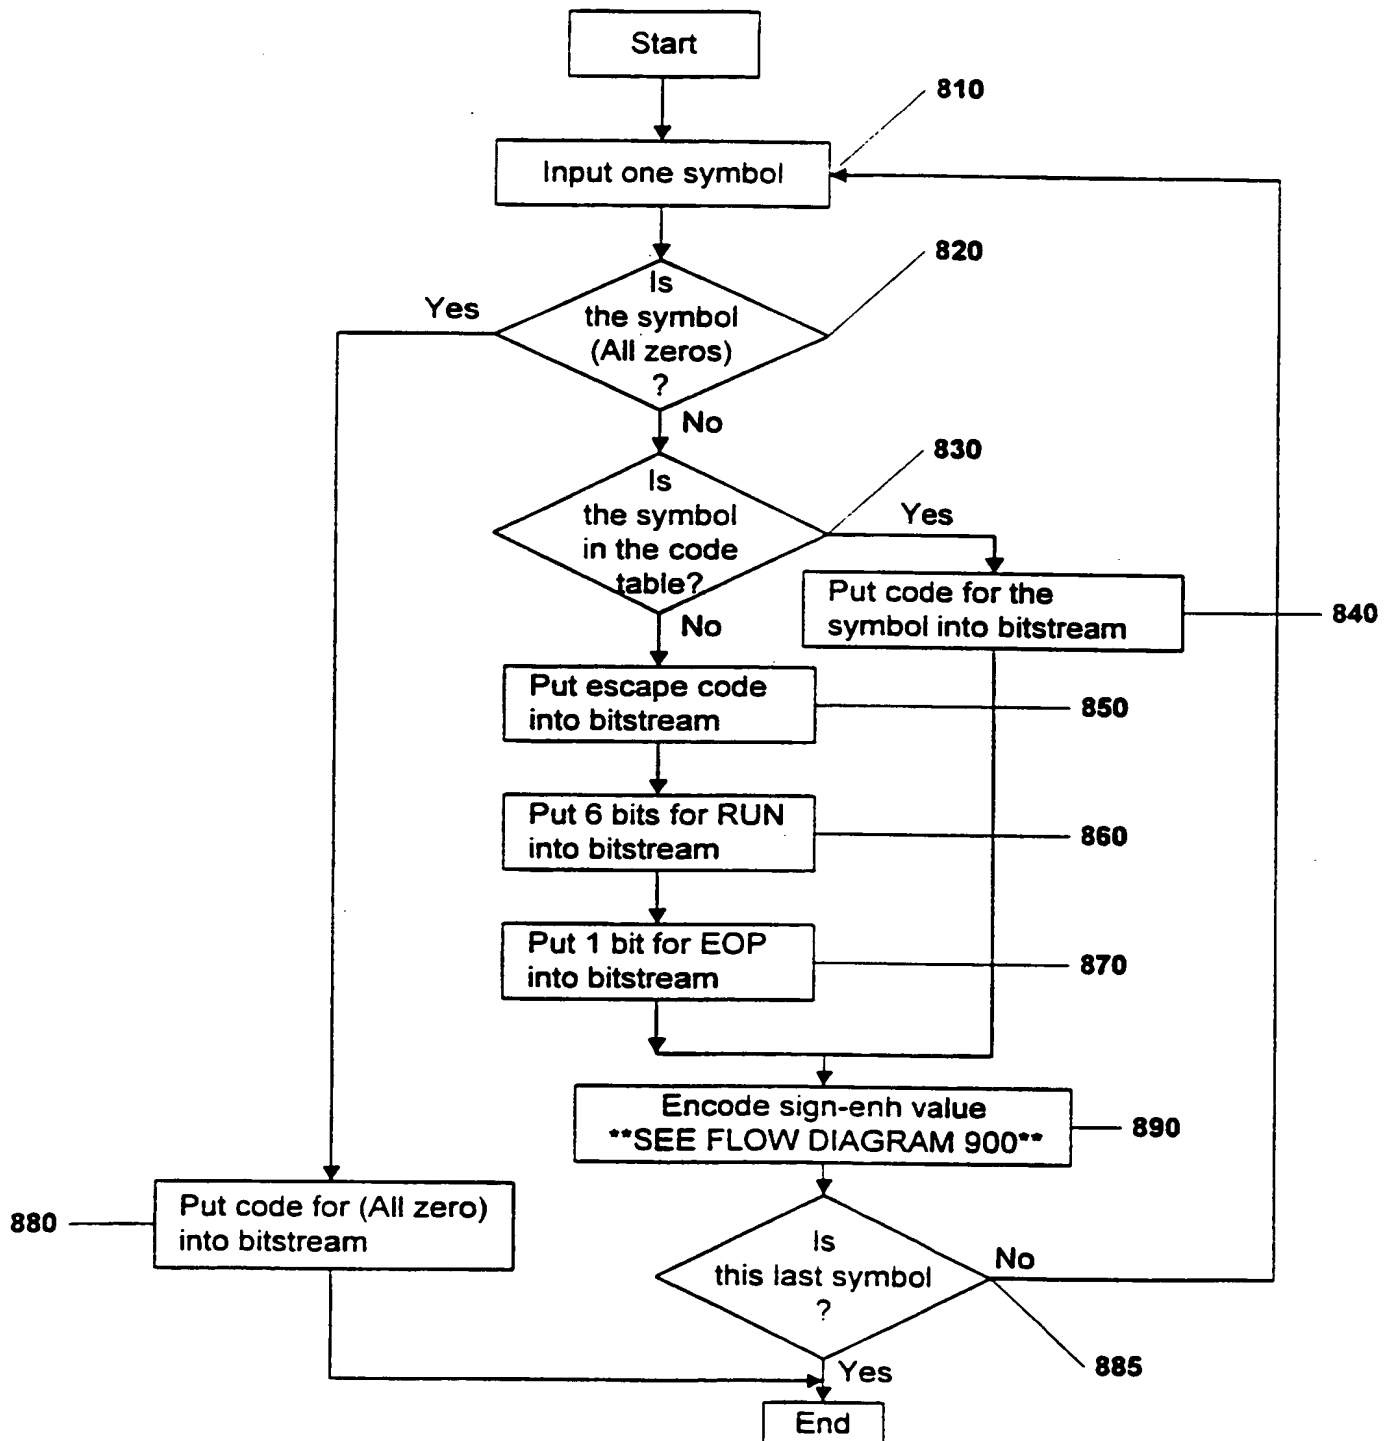 Start
810
Input one symbol
820
Yes
Is
the symbol
(All zeros)
?
No
830
Is
the symbol
in the code
table?
Yes
Put code for the
symbol into bitstream
840
No
Put escape code
into bitstream
850
Put 6 bits for RUN
into bitstream
860
Put 1 bit for EOP
into bitstream
870
Encode sign-enh value
**SEE FLOW DIAGRAM 900**
890
880
Put code for (All zero)
into bitstream
Is
this last symbol
?
No
885
Yes
End